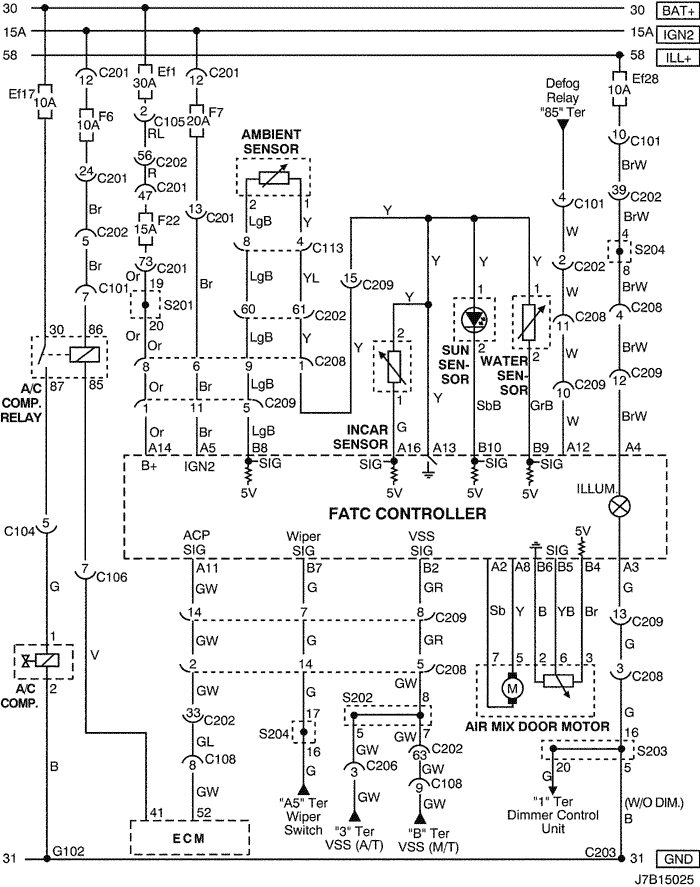 30 30 BAT+
15A 15A IGN2
58 58 ILL+
Ef17 10A
12 C201
Ef1 30A
12 C201
Defog
Relay
"85" Ter
Ef28 10A
F6 10A
2 C105
RL
F7 20A
AMBIENT
SENSOR
10 C101
56 C202
R
BrW
24 C201
47 C201
2 1
39 C202
Br
F22 15A
13 C201
LgB Y
Y
4 C101
BrW
5 C202
8 4 C113
W
4 S204 8
Br
73 C201
Or
19
Br
LgB YL
15 C209
Y Y Y
2 C202
BrW
7 C101
S201
20
Or
60 61 C202
W
C208 4
30 86
Or
LgB Y
2
1
2
1
2
11 C208
BrW
87 85
A/C
COMP.
RELAY
8 6 9 1 C208
SUN
SEN-
SOR
WATER
SEN-
SOR
W
C209 12
Or Br LgB
1 11 5 C209
10 C209
INCAR
SENSOR
1
G
Y
SbB GrB
W
BrW
Or Br LgB
A14 A5 B8 A16 A13 B10 B9 A12 A4
B+ IGN2 SIG SIG SIG SIG
5V 5V 5V 5V
ILLUM.
FATC CONTROLLER
C104 5
ACP
SIG
Wiper
SIG
VSS
SIG
SIG 5V
A11 B7 B2 A2 A8 B6 B5 B4 A3
7 C106
G
GW G GR
Sb Y B YB Br
G
14 7 8 C209
13 C209
1
GW G GR
G
V
2 14 5 C208
7 5 2 6 3
3 C208
A/C
COMP.
2
GW G GW
M
AIR MIX DOOR MOTOR
G
33 C202
S204 17 16
S202 8
5 7
16 S203
GL
GW GW
63 C202
20 5
B
8 C108
G
3 C206
GW
9 C108
G
(W/O DIM.)
B
GW
GW GW
"A5" Ter
Wiper
Switch
"1" Ter
Dimmer Control
Unit
41 52
ECM
"3" Ter
VSS (A/T)
"B" Ter
VSS (M/T)
31 G102 C203 31 GND
J7B15025